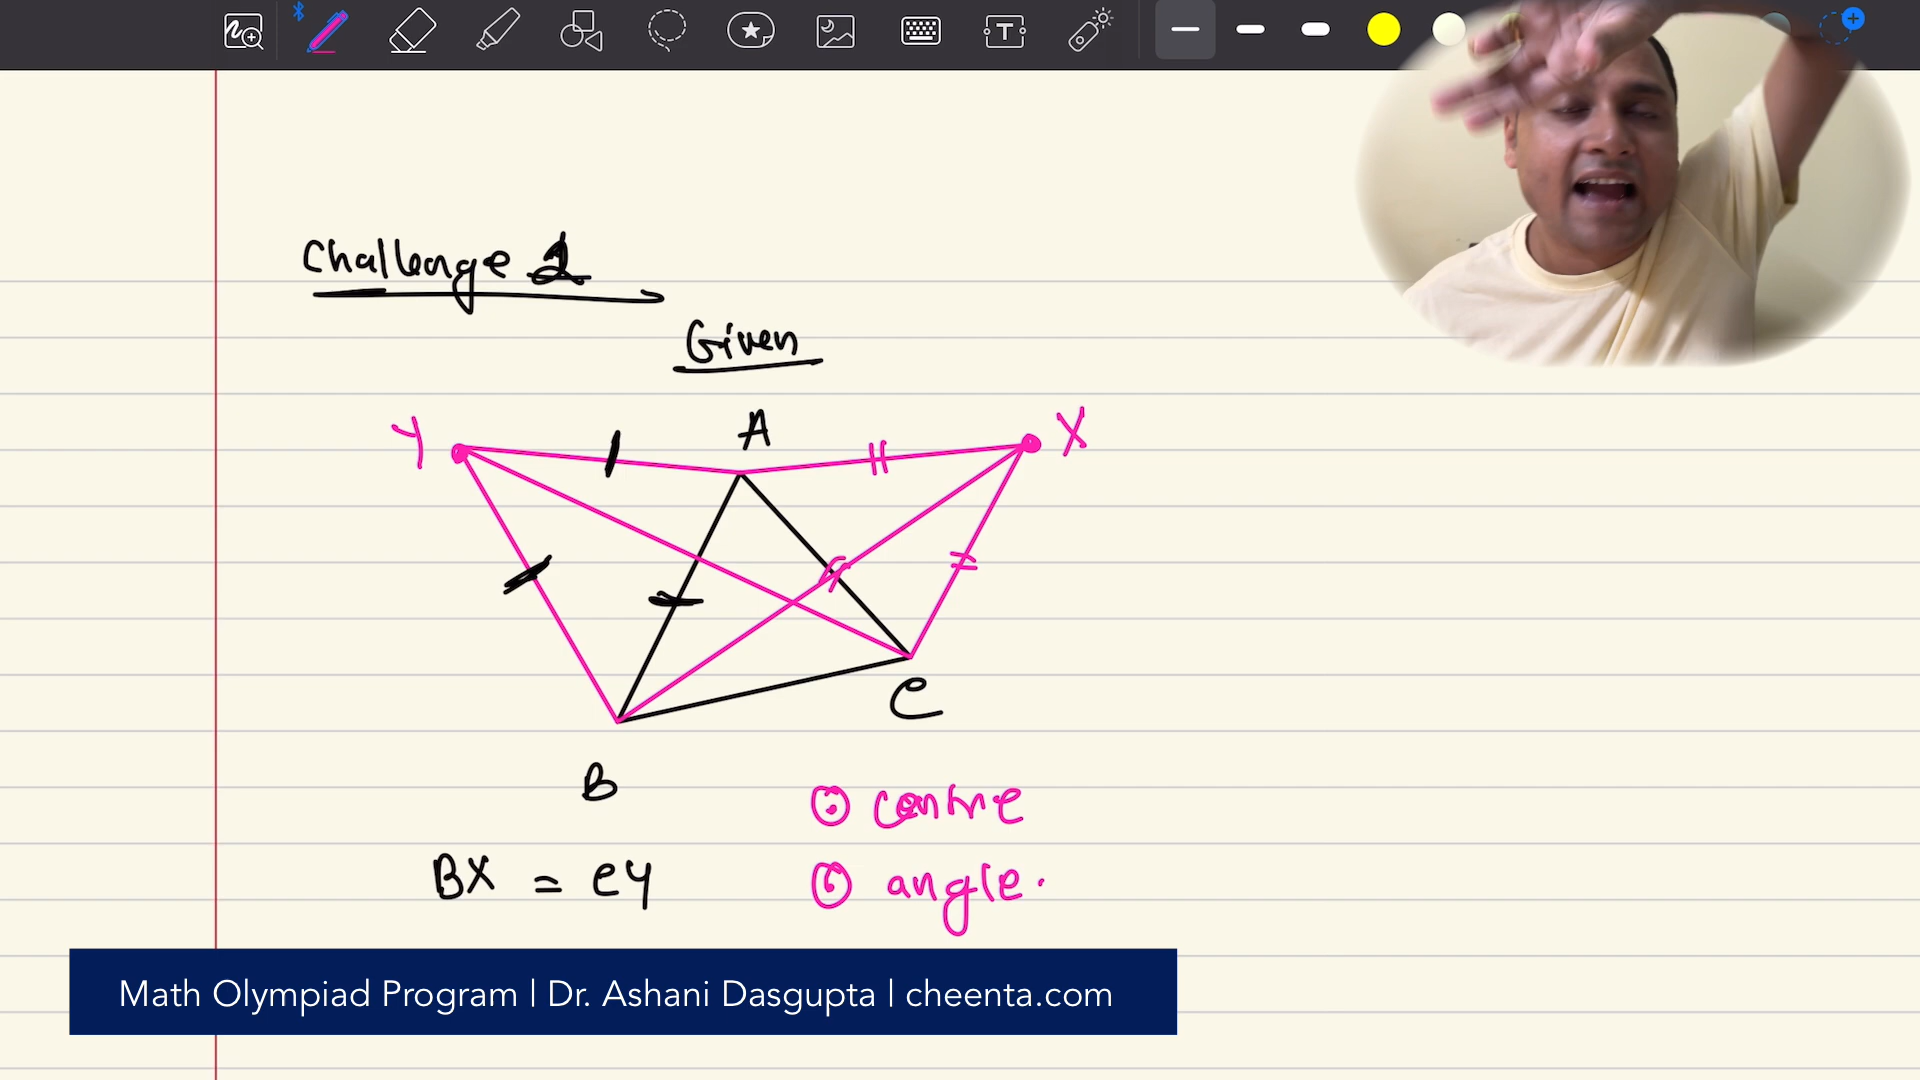 Challenge 2
Given
Y
A
X
C
B
BX = CY
centre
angle.
Math Olympiad Program | Dr. Ashani Dasgupta | cheenta.com
T